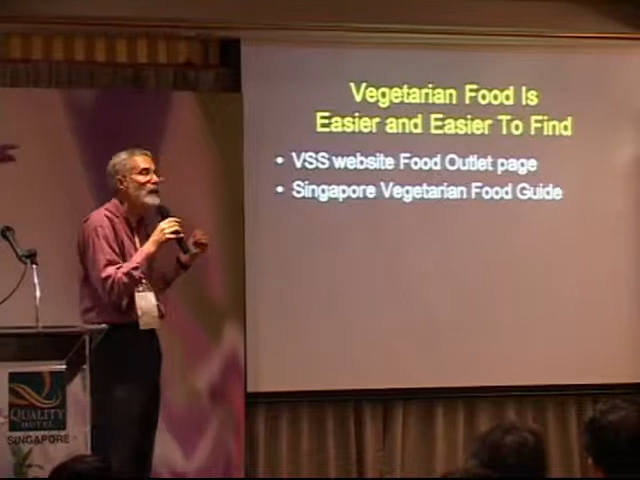 Vegetarian Food Is
Easier and Easier To Find
• VSS website Food Outlet page
• Singapore Vegetarian Food Guide
QUALITY
HOTEL
SINGAPORE